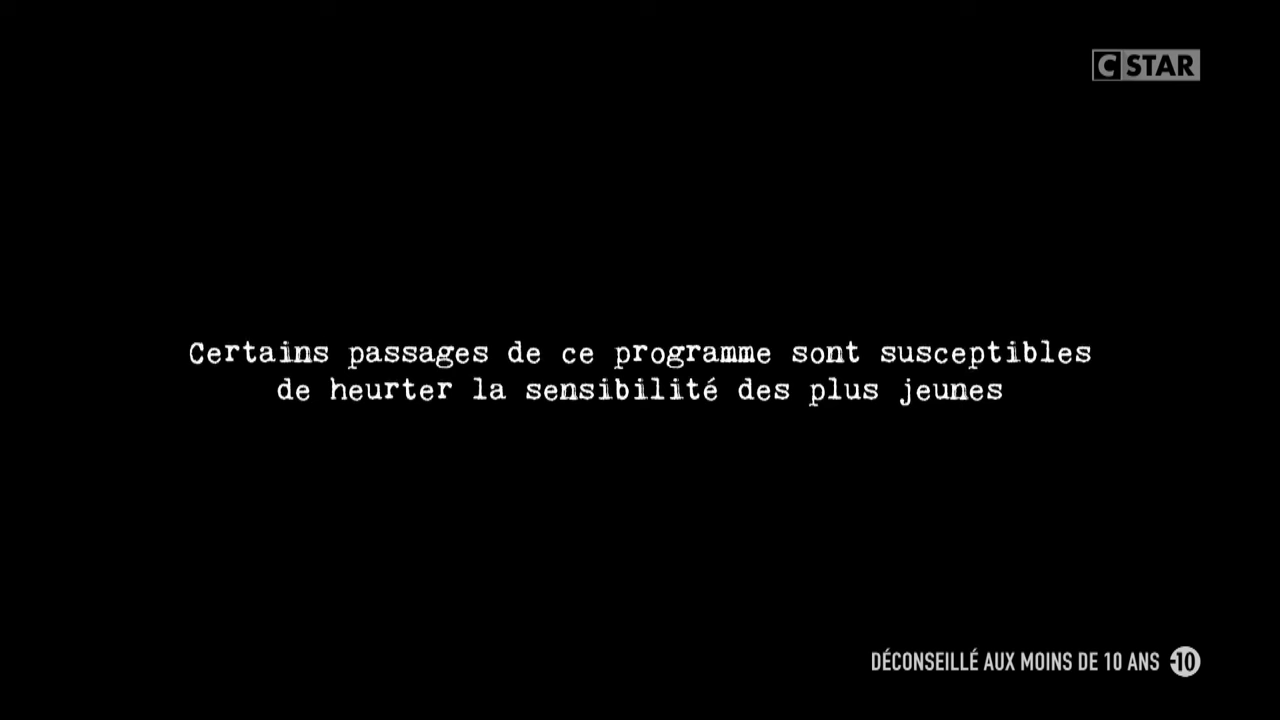 C STAR
Certains passages de ce programme sont susceptibles
de heurter la sensibilité des plus jeunes
DÉCONSEILLÉ AUX MOINS DE 10 ANS -10